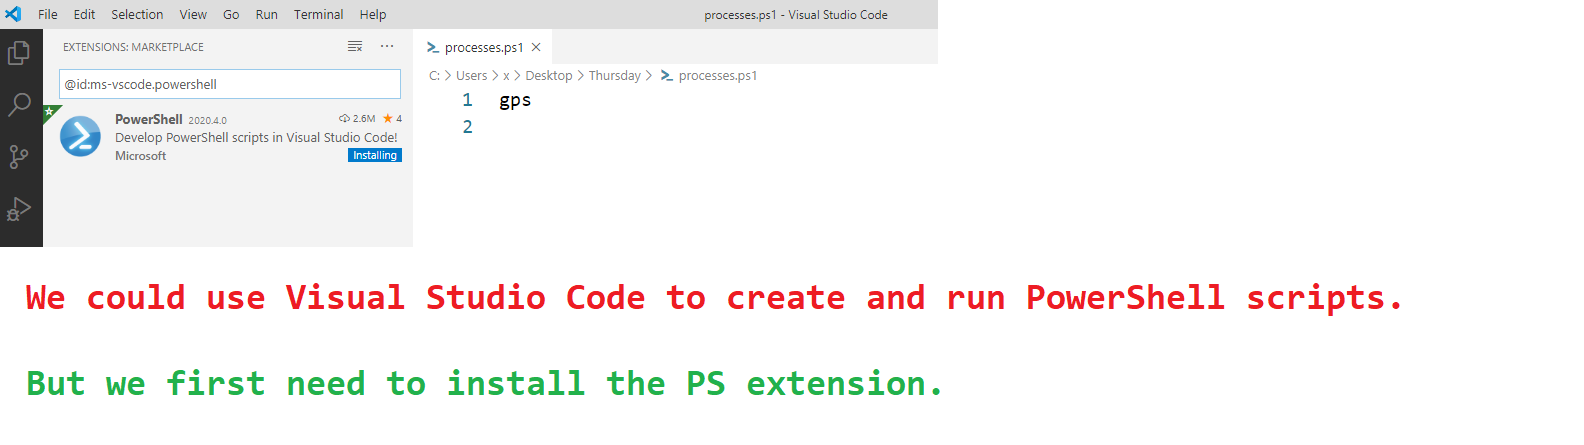 File Edit Selection View Go Run Terminal Help processes.ps1 - Visual Studio Code
EXTENSIONS: MARKETPLACE
@id:ms-vscode.powershell
PowerShell 2020.4.0 2.6M 4
Develop PowerShell scripts in Visual Studio Code!
Microsoft Installing
processes.ps1
C: > Users > x > Desktop > Thursday > processes.ps1
1 gps
2
We could use Visual Studio Code to create and run PowerShell scripts.
But we first need to install the PS extension.